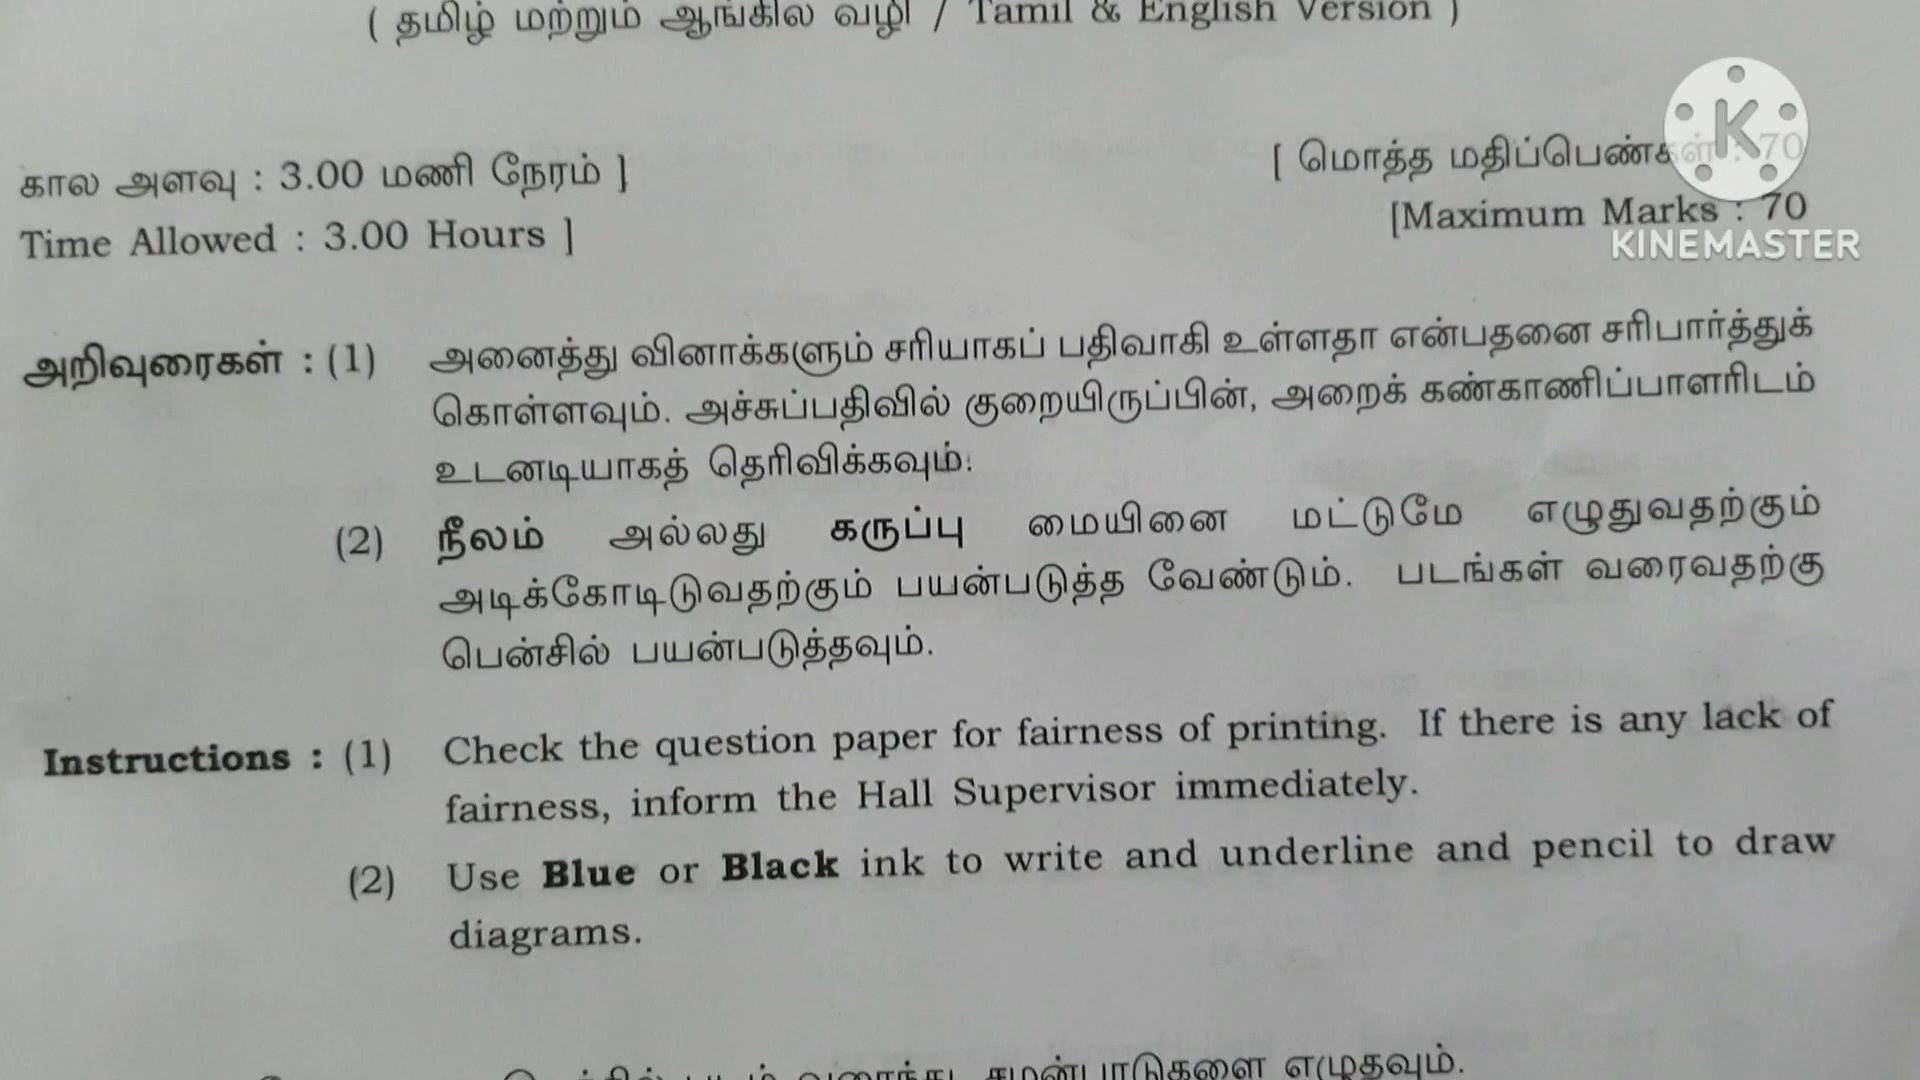 ( தமிழ் மற்றும் ஆங்கில வழி / Tamil & English Version )
கால அளவு : 3.00 மணி நேரம் ] [ மொத்த மதிப்பெண்கள் : 70
Time Allowed : 3.00 Hours ] [Maximum Marks : 70
KINEMASTER
அறிவுரைகள் : (1) அனைத்து வினாக்களும் சரியாகப் பதிவாகி உள்ளதா என்பதனை சரிபார்த்துக்
கொள்ளவும். அச்சுப்பதிவில் குறையிருப்பின், அறைக் கண்காணிப்பாளரிடம்
உடனடியாகத் தெரிவிக்கவும்.
(2) நீலம் அல்லது கருப்பு மையினை மட்டுமே எழுதுவதற்கும்
அடிக்கோடிடுவதற்கும் பயன்படுத்த வேண்டும். படங்கள் வரைவதற்கு
பென்சில் பயன்படுத்தவும்.
Instructions : (1) Check the question paper for fairness of printing. If there is any lack of
fairness, inform the Hall Supervisor immediately.
(2) Use Blue or Black ink to write and underline and pencil to draw
diagrams.
வரைந்து சமன்பாடுகளை எழுதவும்.